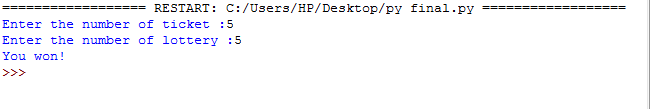 ================== RESTART: C:/Users/HP/Desktop/py final.py ==================
Enter the number of ticket :5
Enter the number of lottery :5
You won!
>>>